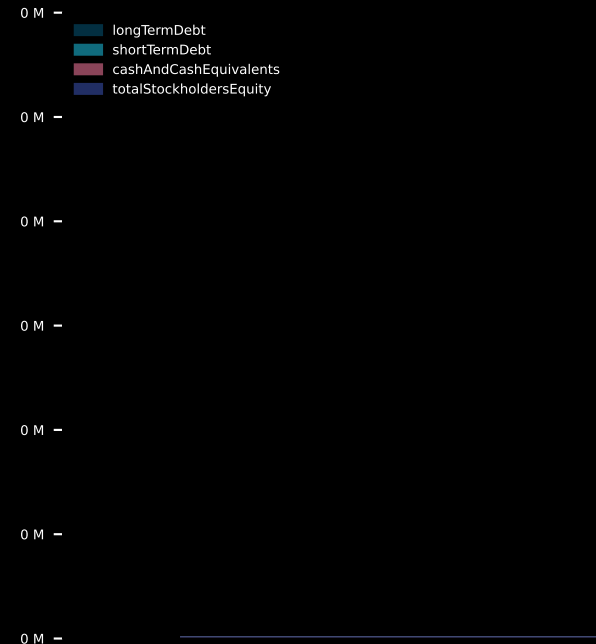 0 M
longTermDebt
shortTermDebt
cashAndCashEquivalents
totalStockholdersEquity
0 M
0 M
0 M
0 M
0 M
0 M